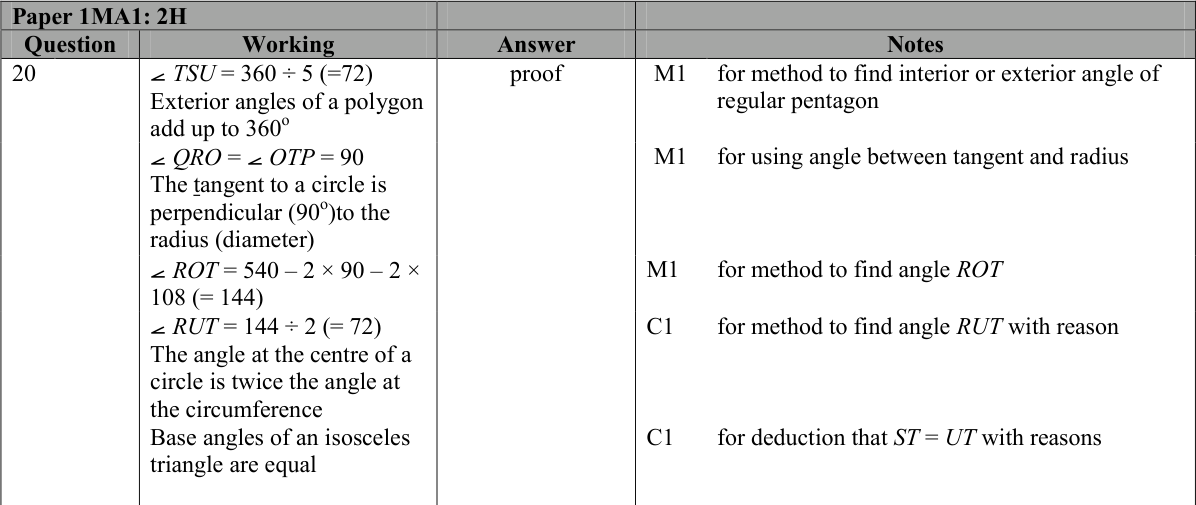 Paper 1MA1: 2H
Question Working Answer Notes
20 ∠ TSU = 360 ÷ 5 (=72) proof M1 for method to find interior or exterior angle of
Exterior angles of a polygon regular pentagon
add up to 360°
∠ QRO = ∠ OTP = 90 M1 for using angle between tangent and radius
The tangent to a circle is
perpendicular (90°)to the
radius (diameter)
∠ ROT = 540 – 2 × 90 – 2 × M1 for method to find angle ROT
108 (= 144)
∠ RUT = 144 ÷ 2 (= 72) C1 for method to find angle RUT with reason
The angle at the centre of a
circle is twice the angle at
the circumference
Base angles of an isosceles C1 for deduction that ST = UT with reasons
triangle are equal